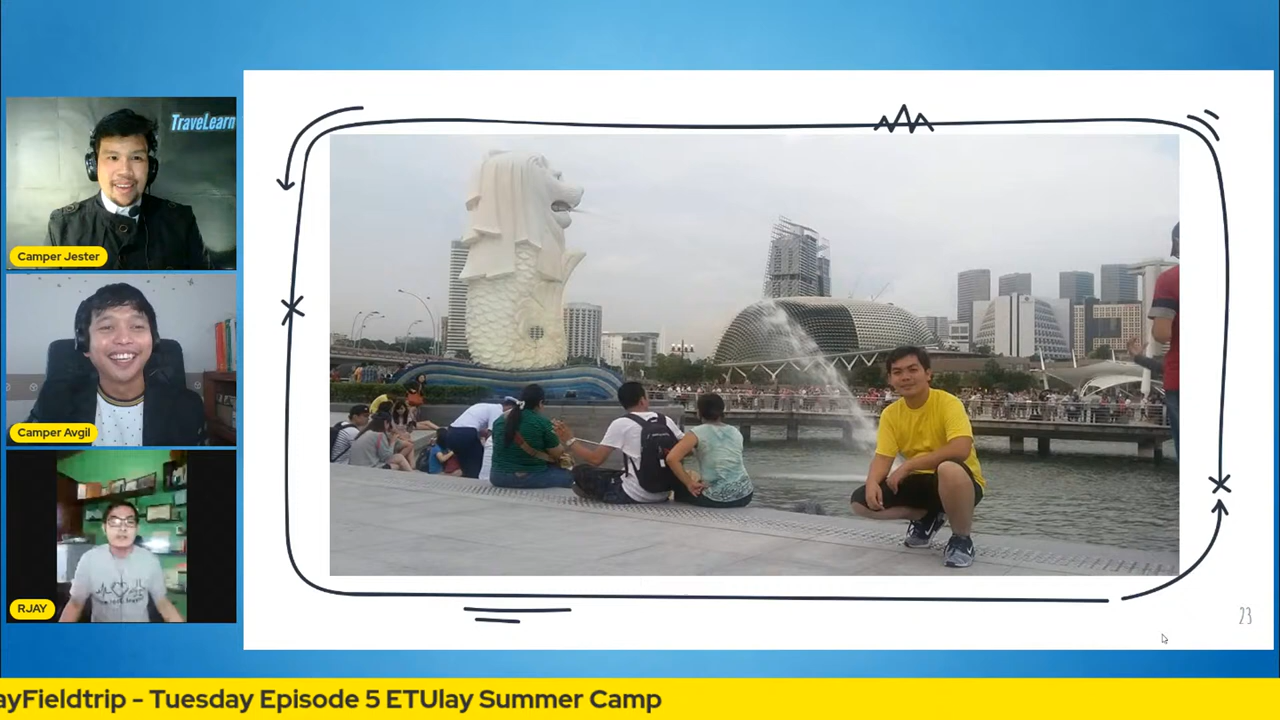 TraveLearn
Camper Jester
Camper Avgil
RJAY
23
ayFieldtrip - Tuesday Episode 5 ETUlay Summer Camp